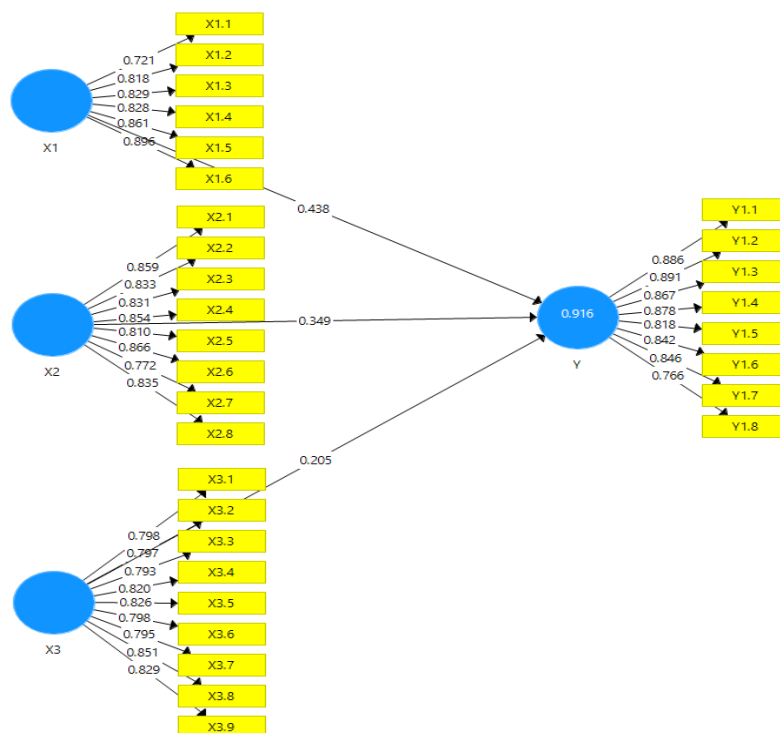 X1.1
X1.2
X1.3
X1.4
X1.5
X1.6
0.721
0.818
0.829
0.828
0.861
0.896
X1
0.438
X2.1
X2.2
X2.3
X2.4
X2.5
X2.6
X2.7
X2.8
0.859
0.833
0.831
0.854
0.810
0.866
0.772
0.835
X2
0.349
X3.1
X3.2
X3.3
X3.4
X3.5
X3.6
X3.7
X3.8
X3.9
0.798
0.797
0.793
0.820
0.826
0.798
0.795
0.851
0.829
X3
0.205
0.916
Y
0.886
0.891
0.867
0.878
0.818
0.842
0.846
0.766
Y1.1
Y1.2
Y1.3
Y1.4
Y1.5
Y1.6
Y1.7
Y1.8